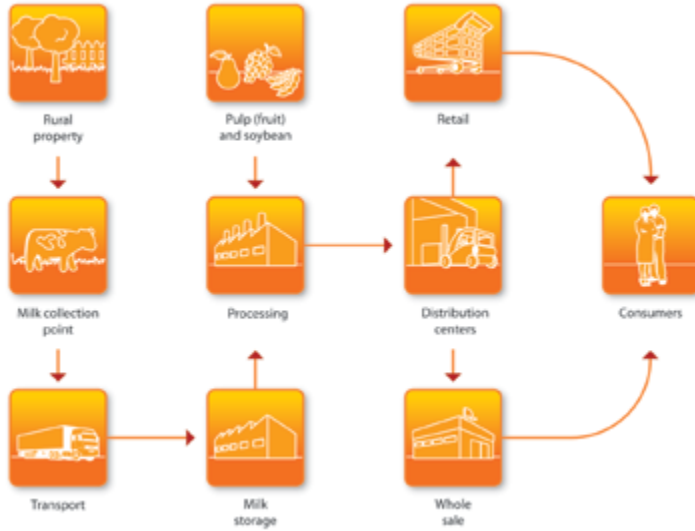 Rural
property
Pulp (fruit)
and soybean
Retail
Milk collection
point
Processing
Distribution
centers
Consumers
Transport
Milk
storage
Whole
sale